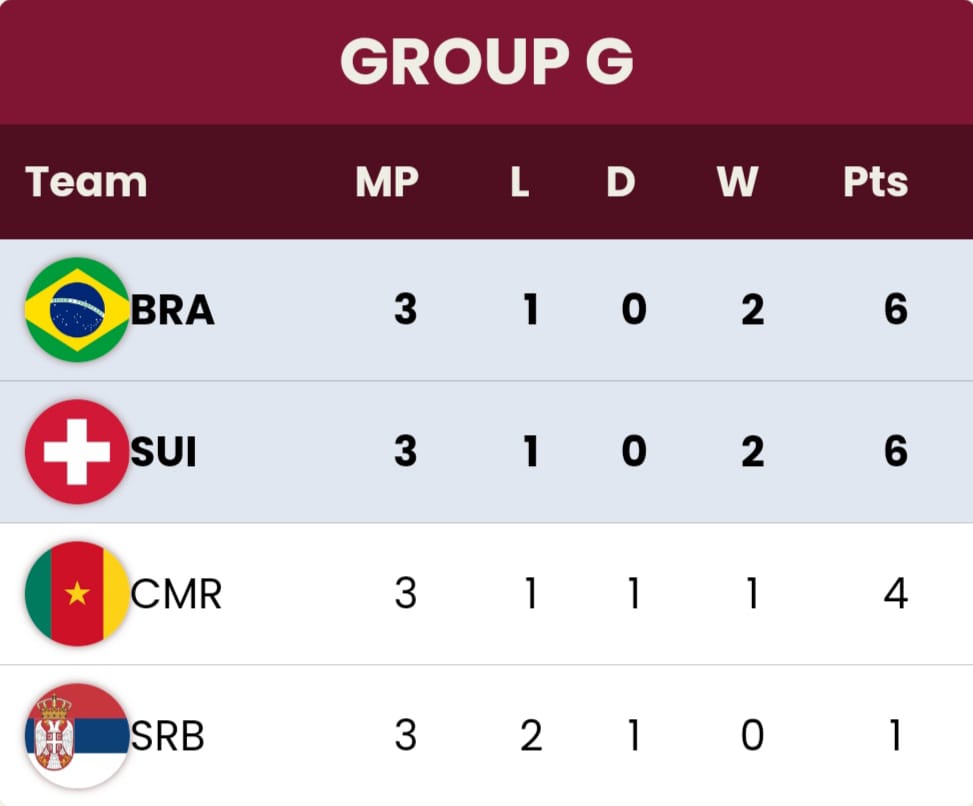 GROUP G
Team MP L D W Pts
BRA 3 1 0 2 6
SUI 3 1 0 2 6
CMR 3 1 1 1 4
SRB 3 2 1 0 1